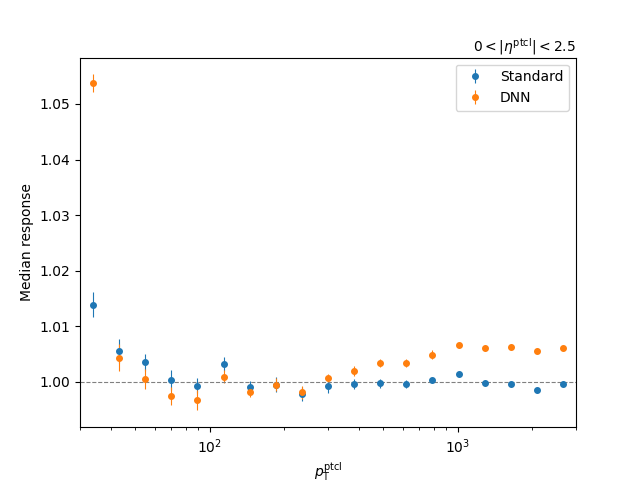 0 < |η^ptcl| < 2.5
Standard
DNN
1.05
1.04
1.03
1.02
1.01
1.00
Median response
10^2
10^3
p_T^ptcl